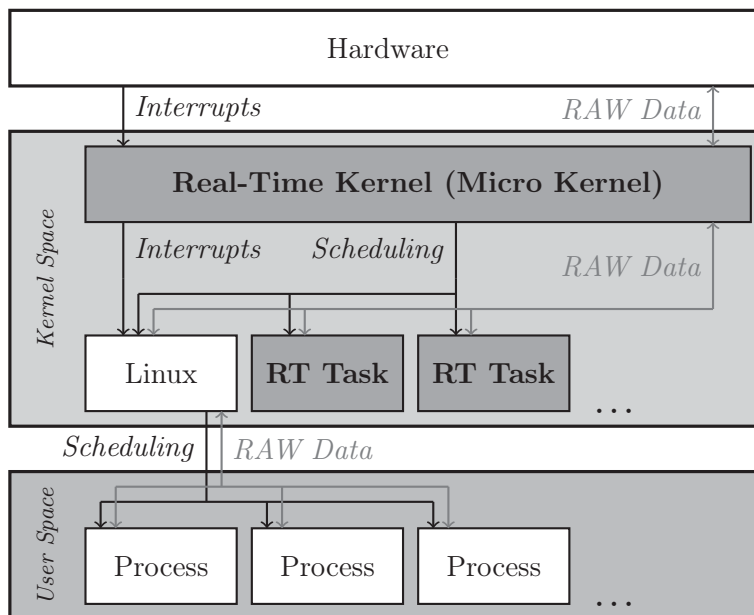 Hardware
Interrupts
RAW Data
Kernel Space
Real-Time Kernel (Micro Kernel)
Interrupts
Scheduling
RAW Data
Linux
RT Task
RT Task
...
Scheduling
RAW Data
User Space
Process
Process
Process
...